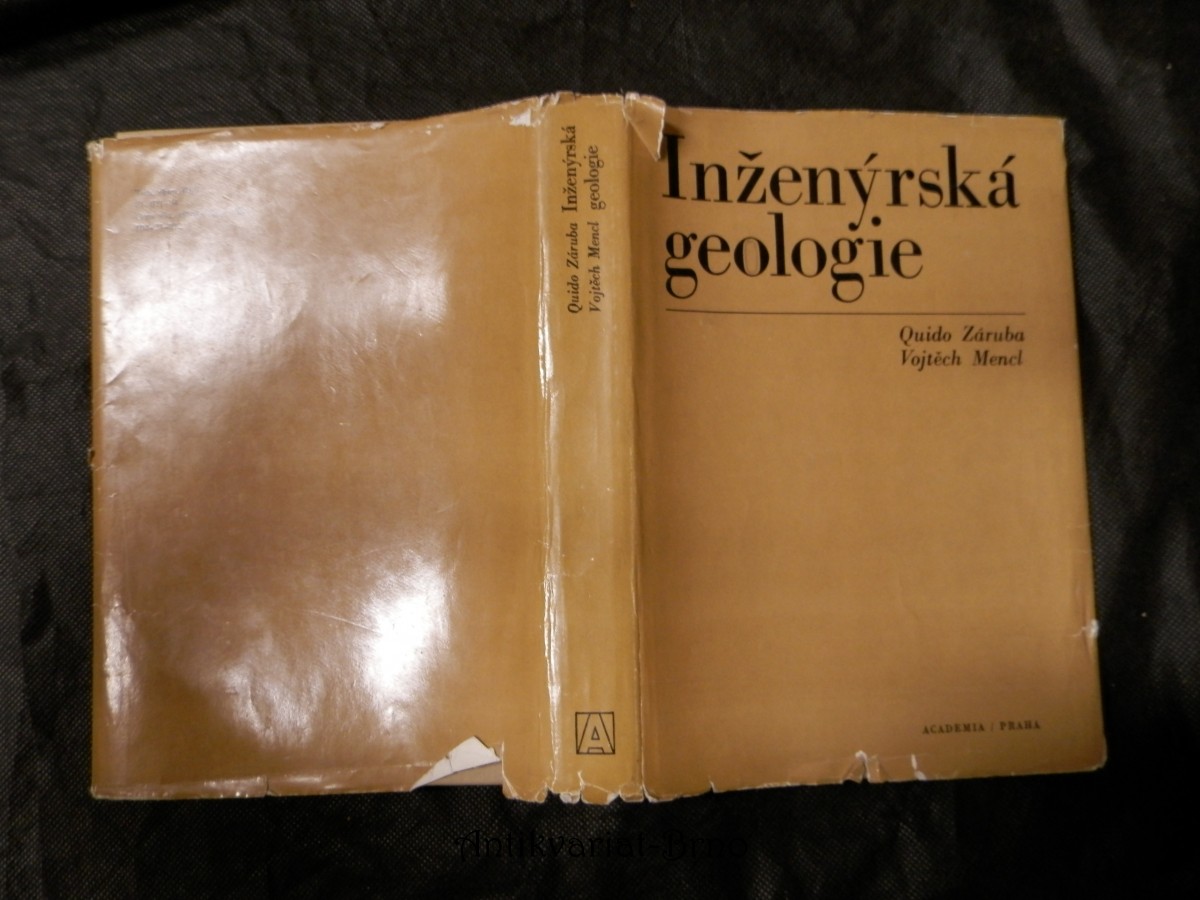 Inženýrská
geologie
Quido Záruba
Vojtěch Mencl
ACADEMIA / PRAHA
Quido Záruba Inženýrská
Vojtěch Mencl geologie
A
Antikvariat-Brno